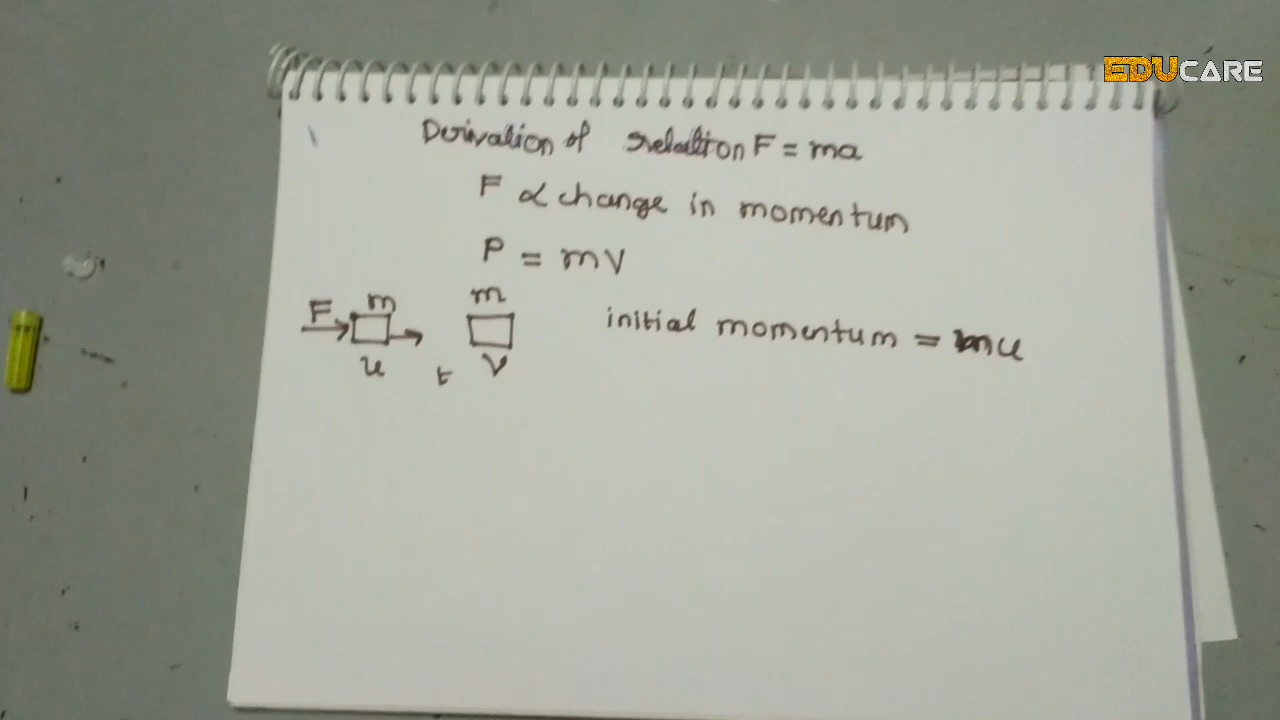 EDUCARE
Derivation of relation F = ma
F ∝ change in momentum
P = mv
F m m
u t v
initial momentum = mu